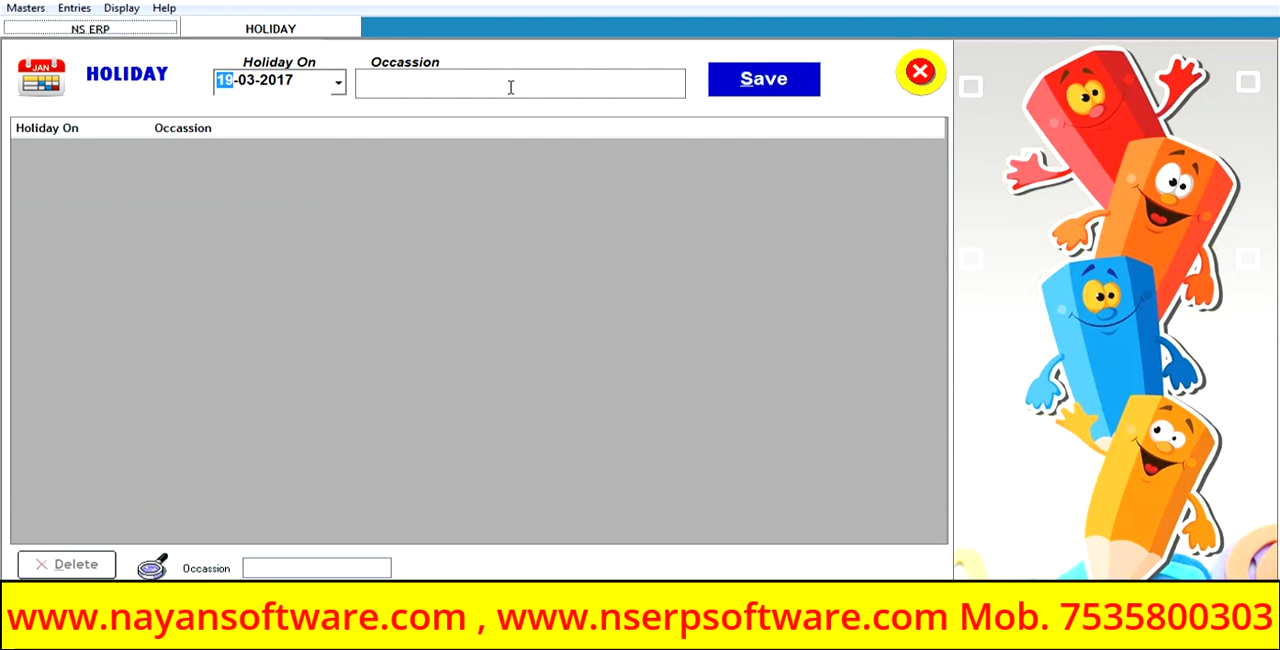 Masters Entries Display Help
NS ERP HOLIDAY
JAN HOLIDAY Holiday On Occassion
19-03-2017 Save
Holiday On Occassion
Delete Occassion
www.nayansoftware.com , www.nserpsoftware.com Mob. 7535800303